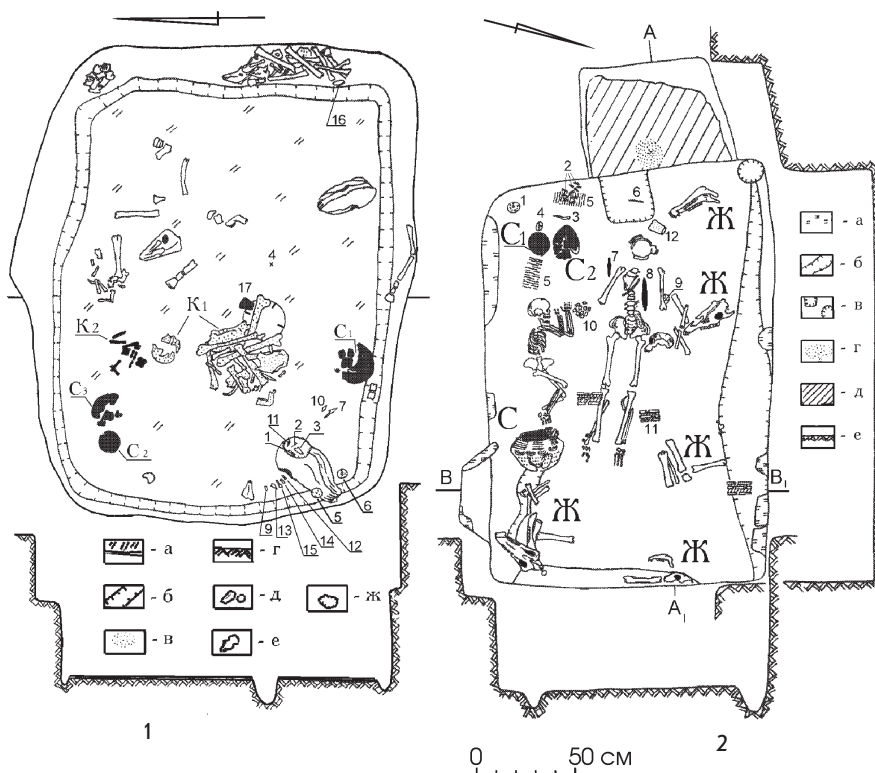 16
4
17
К₁
К₂
С₁
С₃
С₂
10
7
11
2
1
3
6
5
9
13
15
14
12
- а
- г
- б
- д
- ж
- в
- е
1
А
2
1
5
6
3
4
12
Ж
С₁
С₂
7
8
9
Ж
5
10
С
11
Ж
В
В₁
Ж
Ж
А₁
- а
- б
- в
- г
- д
- е
2
0 50 СМ